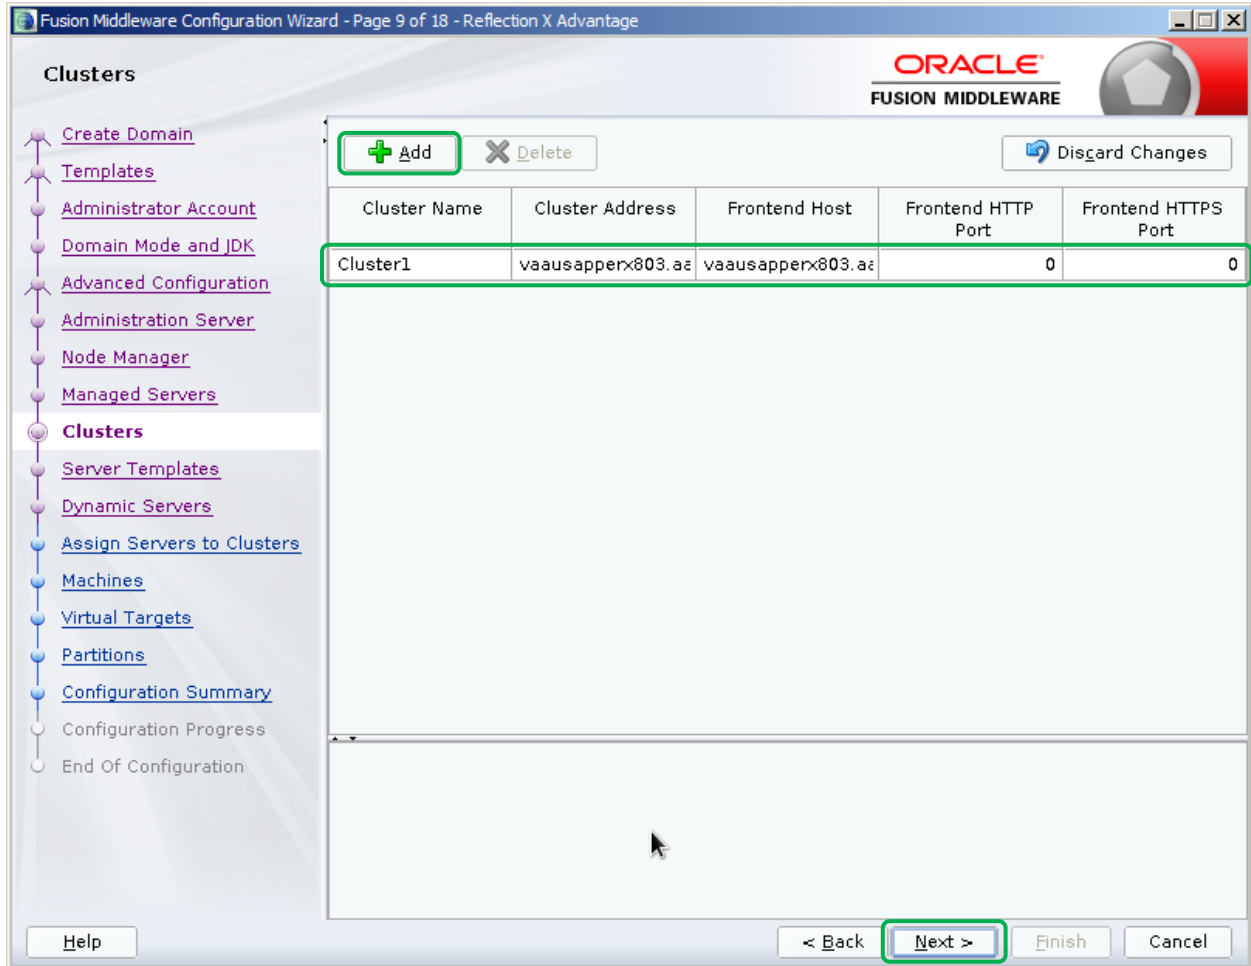 Fusion Middleware Configuration Wizard - Page 9 of 18 - Reflection X Advantage
Clusters
ORACLE
FUSION MIDDLEWARE
Create Domain
Templates
Administrator Account
Domain Mode and JDK
Advanced Configuration
Administration Server
Node Manager
Managed Servers
Clusters
Server Templates
Dynamic Servers
Assign Servers to Clusters
Machines
Virtual Targets
Partitions
Configuration Summary
Configuration Progress
End Of Configuration
Add Delete Discard Changes
Cluster Name Cluster Address Frontend Host Frontend HTTP Port Frontend HTTPS Port
Cluster1 vaausapperx803.aa vaausapperx803.aa 0 0
Help < Back Next > Finish Cancel